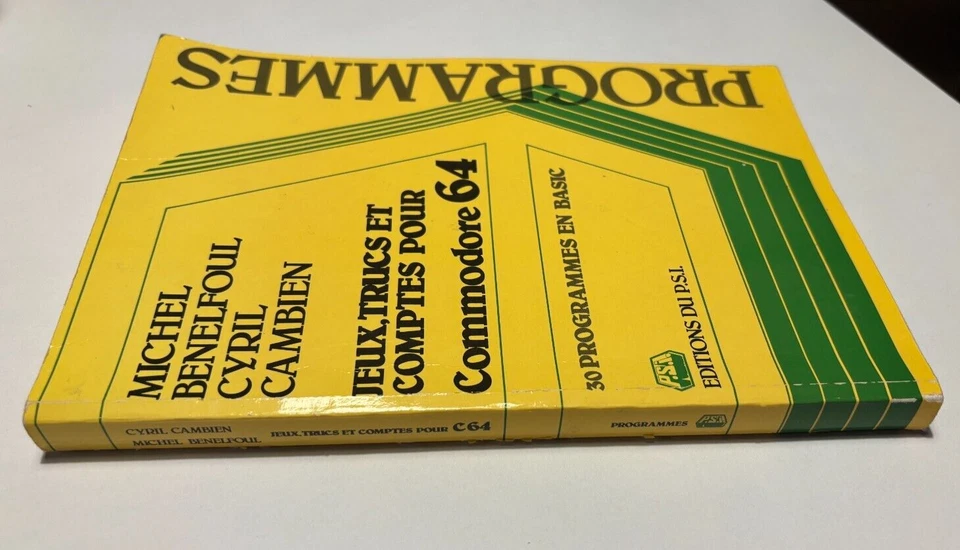 PROGRAMMES
MICHEL
BENELFOUL
CYRIL
CAMBIEN
JEUX, TRUCS ET
COMPTES POUR
Commodore 64
30 PROGRAMMES EN BASIC
PSI
EDITIONS DU P.S.I.
CYRIL CAMBIEN
MICHEL BENELFOUL
JEUX, TRUCS ET COMPTES POUR C64
PROGRAMMES
PSI